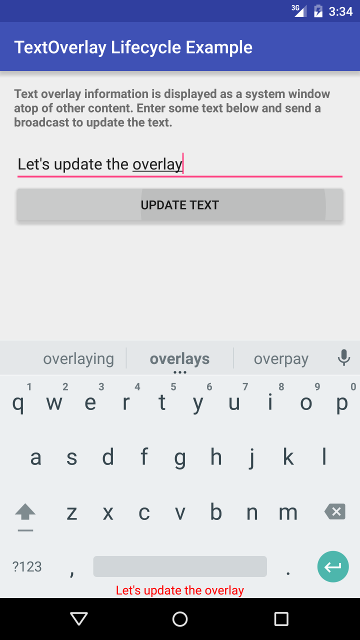 3G 3:34
TextOverlay Lifecycle Example
Text overlay information is displayed as a system window
atop of other content. Enter some text below and send a
broadcast to update the text.
Let's update the overlay
UPDATE TEXT
overlaying overlays overpay
1 2 3 4 5 6 7 8 9 0
q w e r t y u i o p
a s d f g h j k l
z x c v b n m
?123 , .
Let's update the overlay